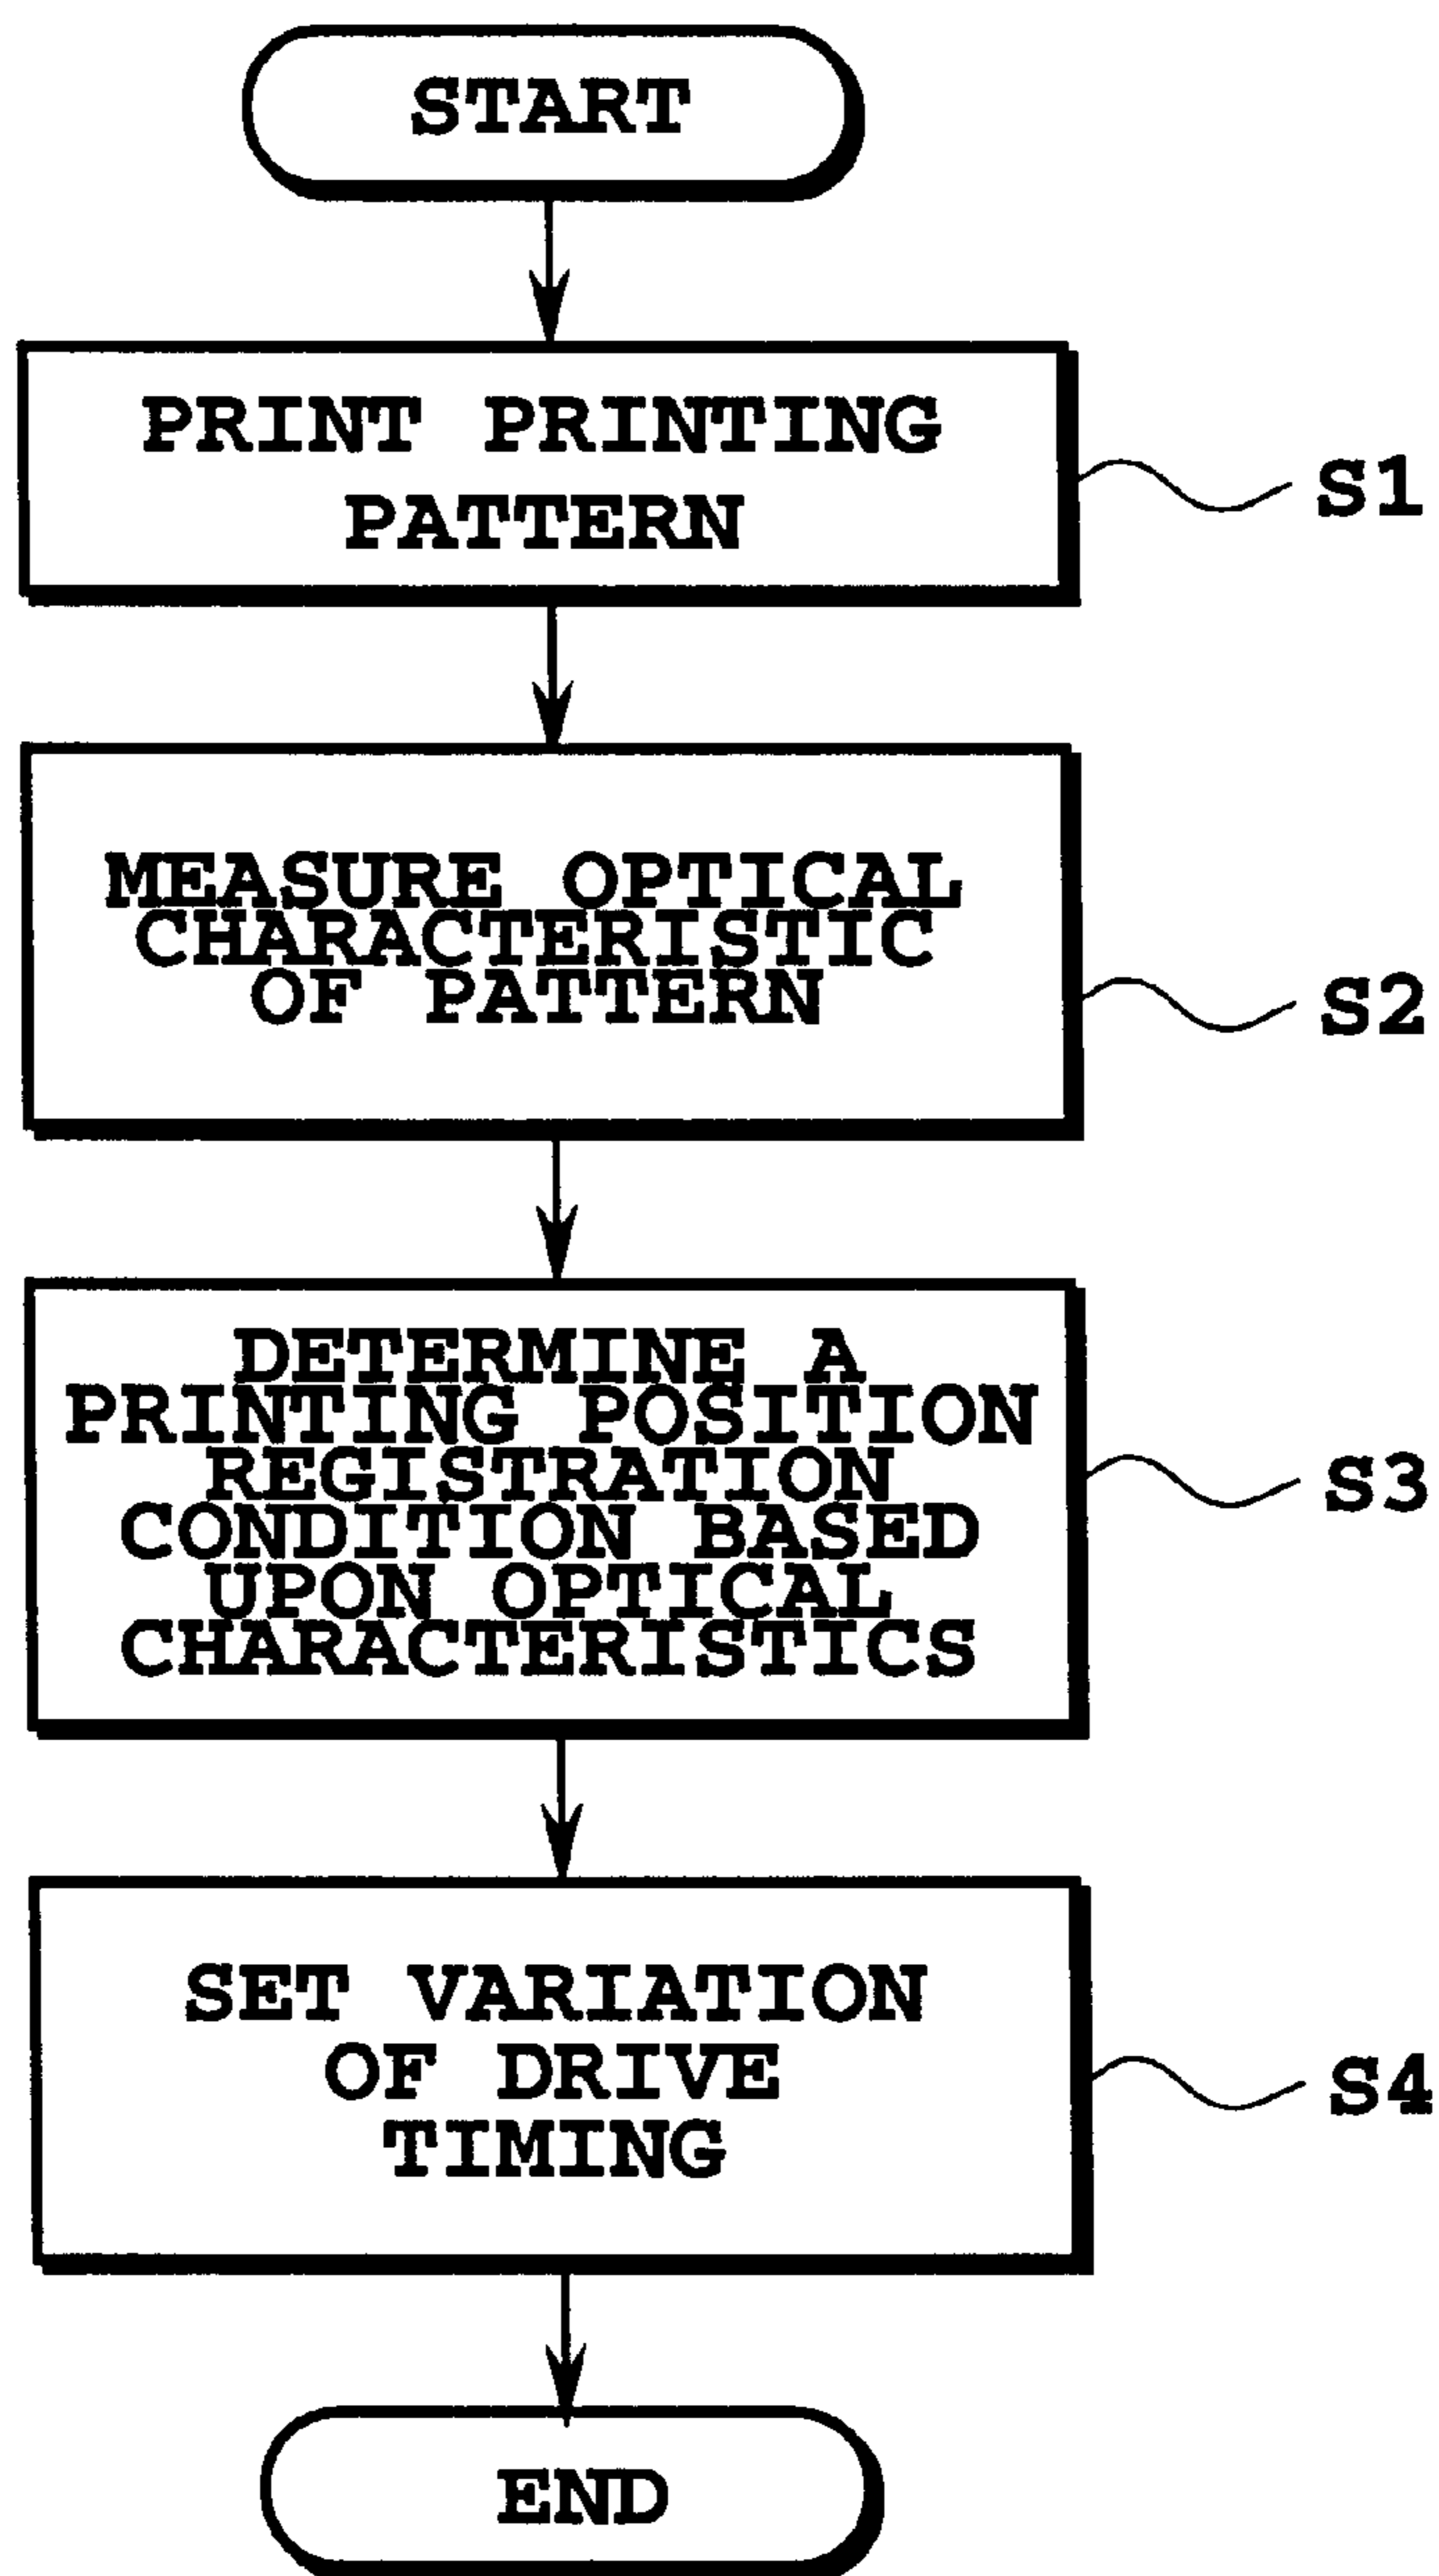 START
PRINT PRINTING
PATTERN
S1
MEASURE OPTICAL
CHARACTERISTIC
OF PATTERN
S2
DETERMINE A
PRINTING POSITION
REGISTRATION
CONDITION BASED
UPON OPTICAL
CHARACTERISTICS
S3
SET VARIATION
OF DRIVE
TIMING
S4
END